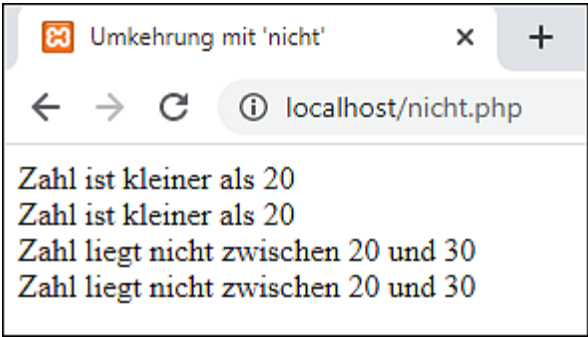 Umkehrung mit 'nicht'
localhost/nicht.php
Zahl ist kleiner als 20
Zahl ist kleiner als 20
Zahl liegt nicht zwischen 20 und 30
Zahl liegt nicht zwischen 20 und 30